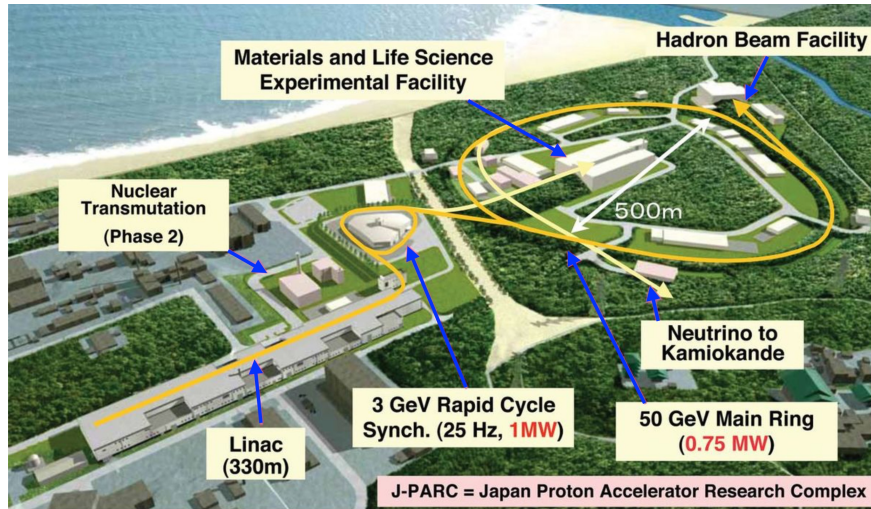 Hadron Beam Facility
Materials and Life Science
Experimental Facility
Nuclear
Transmutation
(Phase 2)
500m
Neutrino to
Kamiokande
3 GeV Rapid Cycle
Synch. (25 Hz, 1MW)
50 GeV Main Ring
(0.75 MW)
Linac
(330m)
J-PARC = Japan Proton Accelerator Research Complex